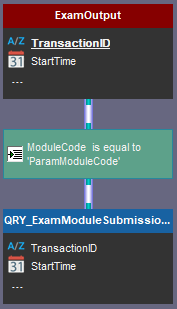 ExamOutput
A/Z TransactionID
31 StartTime
---
ModuleCode is equal to
'ParamModuleCode'
QRY_ExamModuleSubmissio...
A/Z TransactionID
31 StartTime
---